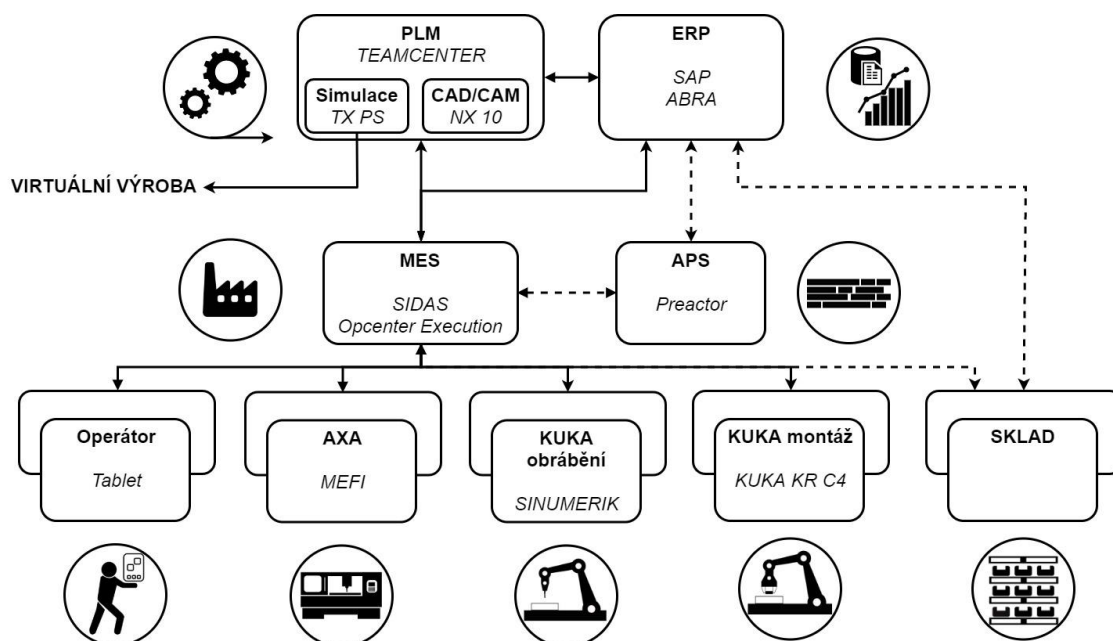 PLM
TEAMCENTER
Simulace
TX PS
CAD/CAM
NX 10
ERP
SAP
ABRA
VIRTUÁLNÍ VÝROBA
MES
SIDAS
Opcenter Execution
APS
Preactor
Operátor
Tablet
AXA
MEFI
KUKA
obrábění
SINUMERIK
KUKA montáž
KUKA KR C4
SKLAD